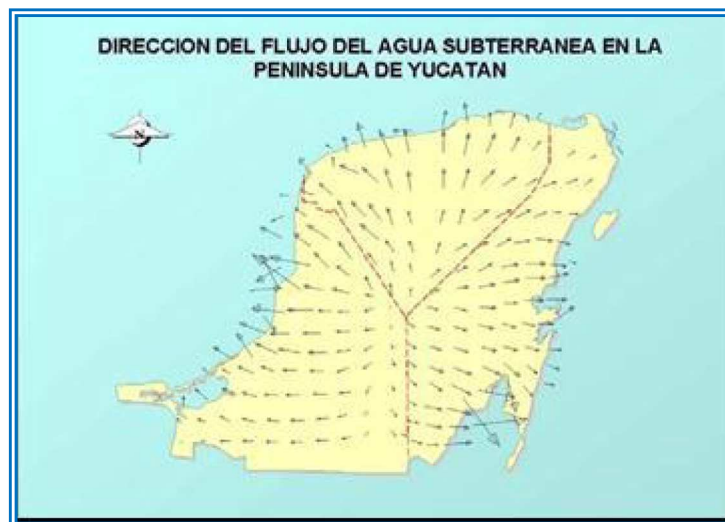 DIRECCION DEL FLUJO DEL AGUA SUBTERRANEA EN LA
PENINSULA DE YUCATAN
N